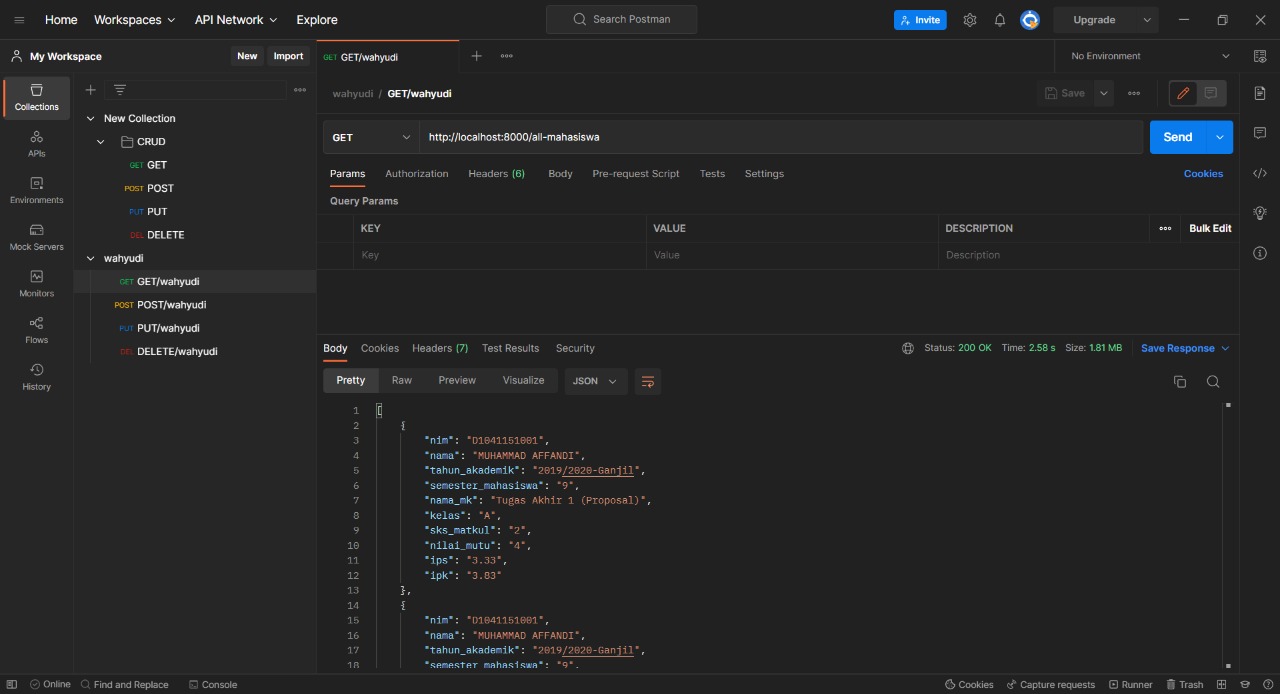 Home Workspaces API Network Explore Search Postman Invite Upgrade
My Workspace New Import GET GET/wahyudi No Environment
wahyudi / GET/wahyudi Save
Collections
APIs
Environments
Mock Servers
Monitors
Flows
History
New Collection
CRUD
GET GET
POST POST
PUT PUT
DEL DELETE
wahyudi
GET GET/wahyudi
POST POST/wahyudi
PUT PUT/wahyudi
DEL DELETE/wahyudi
GET http://localhost:8000/all-mahasiswa Send
Params Authorization Headers (6) Body Pre-request Script Tests Settings Cookies
Query Params
KEY VALUE DESCRIPTION Bulk Edit
Key Value Description
Body Cookies Headers (7) Test Results Security Status: 200 OK Time: 2.58 s Size: 1.81 MB Save Response
Pretty Raw Preview Visualize JSON
1 [
2 {
3 "nim": "D1041151001",
4 "nama": "MUHAMMAD AFFANDI",
5 "tahun_akademik": "2019/2020-Ganjil",
6 "semester_mahasiswa": "9",
7 "nama_mk": "Tugas Akhir 1 (Proposal)",
8 "kelas": "A",
9 "sks_matkul": "2",
10 "nilai_mutu": "4",
11 "ips": "3.33",
12 "ipk": "3.83"
13 },
14 {
15 "nim": "D1041151001",
16 "nama": "MUHAMMAD AFFANDI",
17 "tahun_akademik": "2019/2020-Ganjil",
18 "semester_mahasiswa": "9",
Online Find and Replace Console Cookies Capture requests Runner Trash